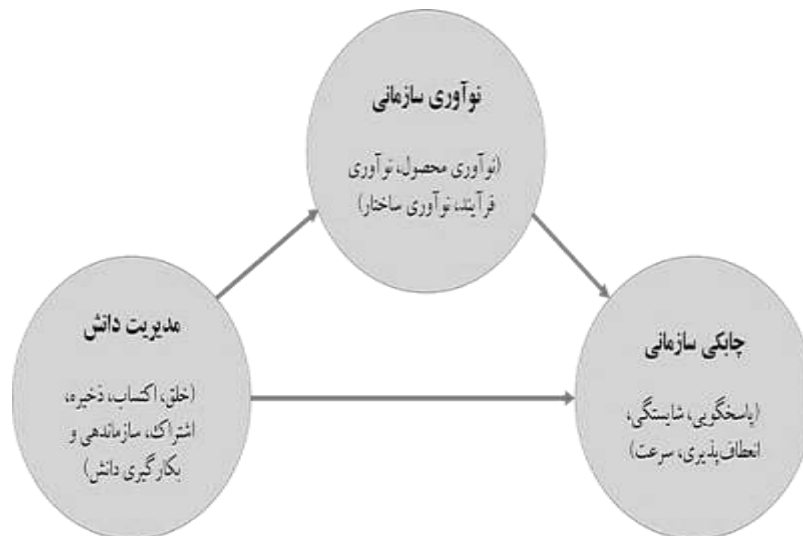 نوآوری سازمانی
(نوآوری محصول، نوآوری
فرآیند، نوآوری ساختار)
مدیریت دانش
(خلق، اکتساب، ذخیره،
اشتراک، سازماندهی و
بکارگیری دانش)
چابکی سازمانی
(پاسخگویی، شایستگی،
انعطاف‌پذیری، سرعت)